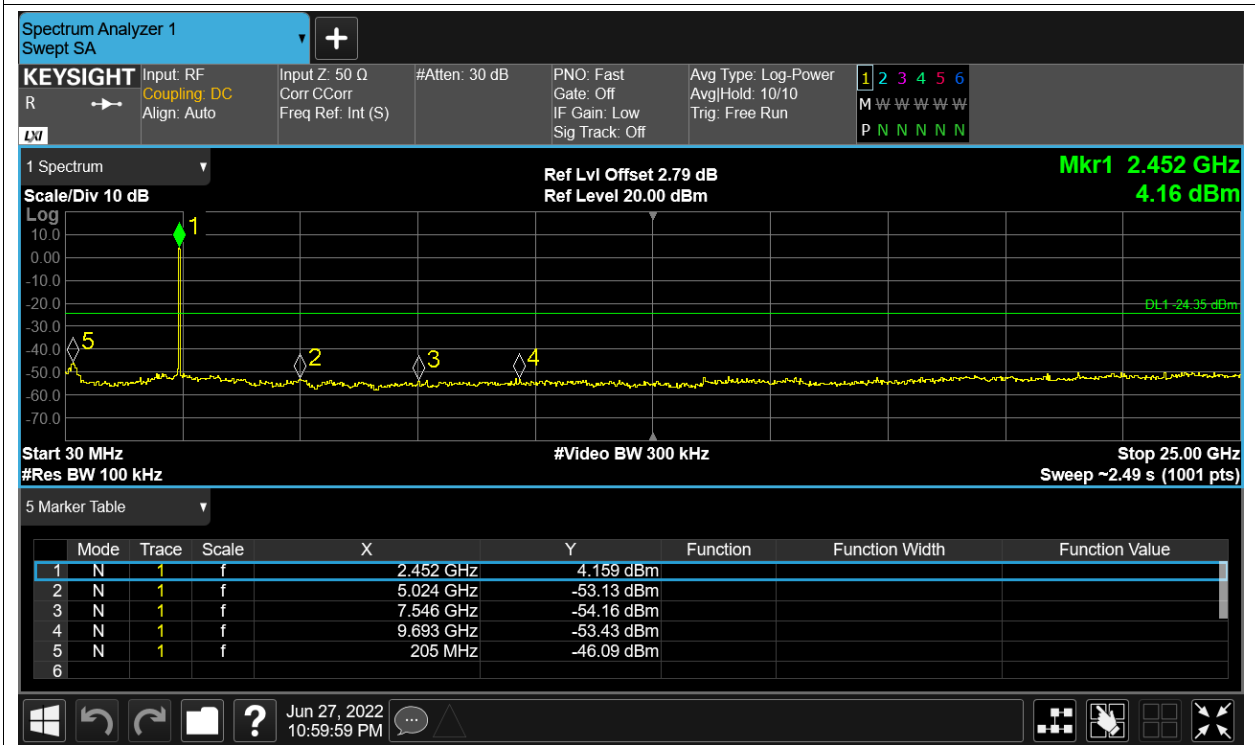 Spectrum Analyzer 1
Swept SA
KEYSIGHT Input: RF Input Z: 50 Ω #Atten: 30 dB PNO: Fast Avg Type: Log-Power 1 2 3 4 5 6
R Coupling: DC Corr CCorr Gate: Off Avg|Hold: 10/10 M W W W W W
Align: Auto Freq Ref: Int (S) IF Gain: Low Trig: Free Run
LXI Sig Track: Off P N N N N N
1 Spectrum Ref Lvl Offset 2.79 dB Mkr1 2.452 GHz
Scale/Div 10 dB Ref Level 20.00 dBm 4.16 dBm
Log
1
10.0
0.00
-10.0
-20.0 DL1 -24.35 dBm
-30.0
5
-40.0 2 3 4
-50.0
-60.0
-70.0
Start 30 MHz #Video BW 300 kHz Stop 25.00 GHz
#Res BW 100 kHz Sweep ~2.49 s (1001 pts)
5 Marker Table
Mode Trace Scale X Y Function Function Width Function Value
1 N 1 f 2.452 GHz 4.159 dBm
2 N 1 f 5.024 GHz -53.13 dBm
3 N 1 f 7.546 GHz -54.16 dBm
4 N 1 f 9.693 GHz -53.43 dBm
5 N 1 f 205 MHz -46.09 dBm
6
? Jun 27, 2022
10:59:59 PM